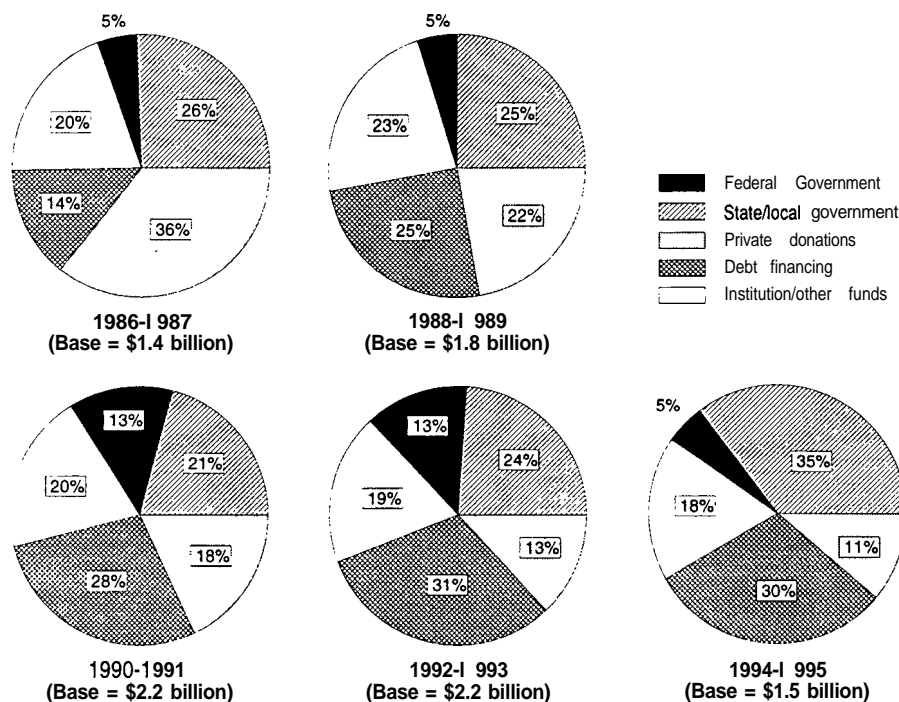 5%
26%
20%
14%
36%
1986-I 987
(Base = $1.4 billion)
5%
25%
23%
25%
22%
1988-I 989
(Base = $1.8 billion)
Federal Government
State/local government
Private donations
Debt financing
Institution/other funds
13%
21%
20%
18%
28%
1990-1991
(Base = $2.2 billion)
13%
24%
19%
13%
31%
1992-I 993
(Base = $2.2 billion)
5%
35%
18%
11%
30%
1994-I 995
(Base = $1.5 billion)